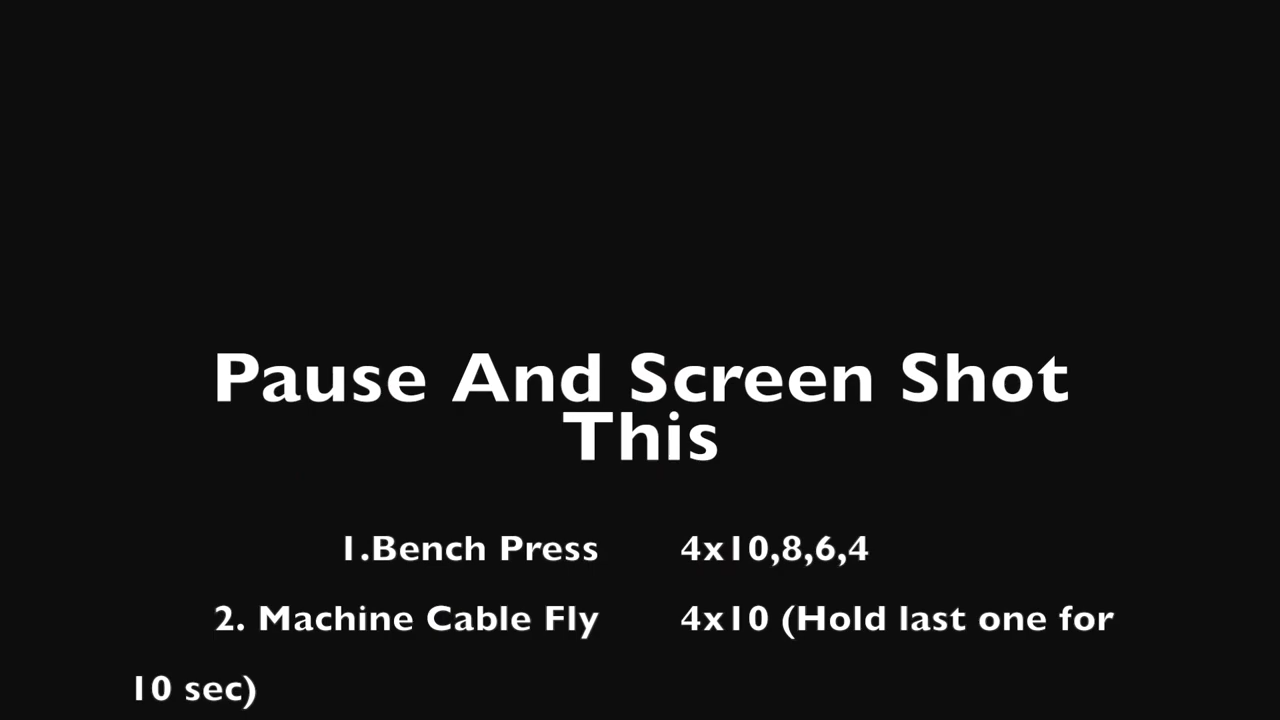 Pause And Screen Shot
This
1.Bench Press 4x10,8,6,4
2. Machine Cable Fly 4x10 (Hold last one for
10 sec)